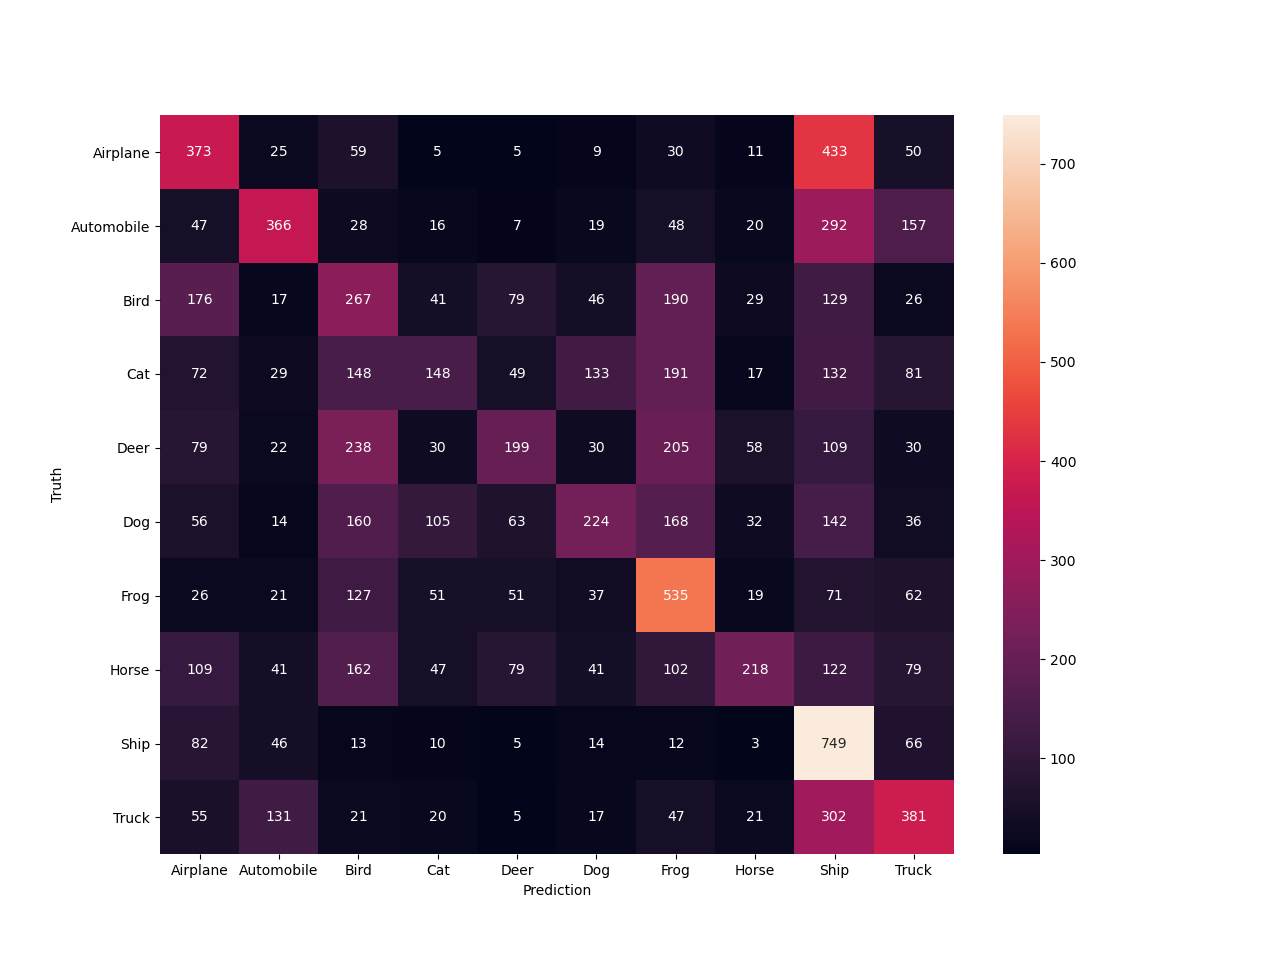 Airplane 373 25 59 5 5 9 30 11 433 50
Automobile 47 366 28 16 7 19 48 20 292 157
Bird 176 17 267 41 79 46 190 29 129 26
Cat 72 29 148 148 49 133 191 17 132 81
Deer 79 22 238 30 199 30 205 58 109 30
Dog 56 14 160 105 63 224 168 32 142 36
Frog 26 21 127 51 51 37 535 19 71 62
Horse 109 41 162 47 79 41 102 218 122 79
Ship 82 46 13 10 5 14 12 3 749 66
Truck 55 131 21 20 5 17 47 21 302 381
Airplane Automobile Bird Cat Deer Dog Frog Horse Ship Truck
Prediction
Truth
700
600
500
400
300
200
100